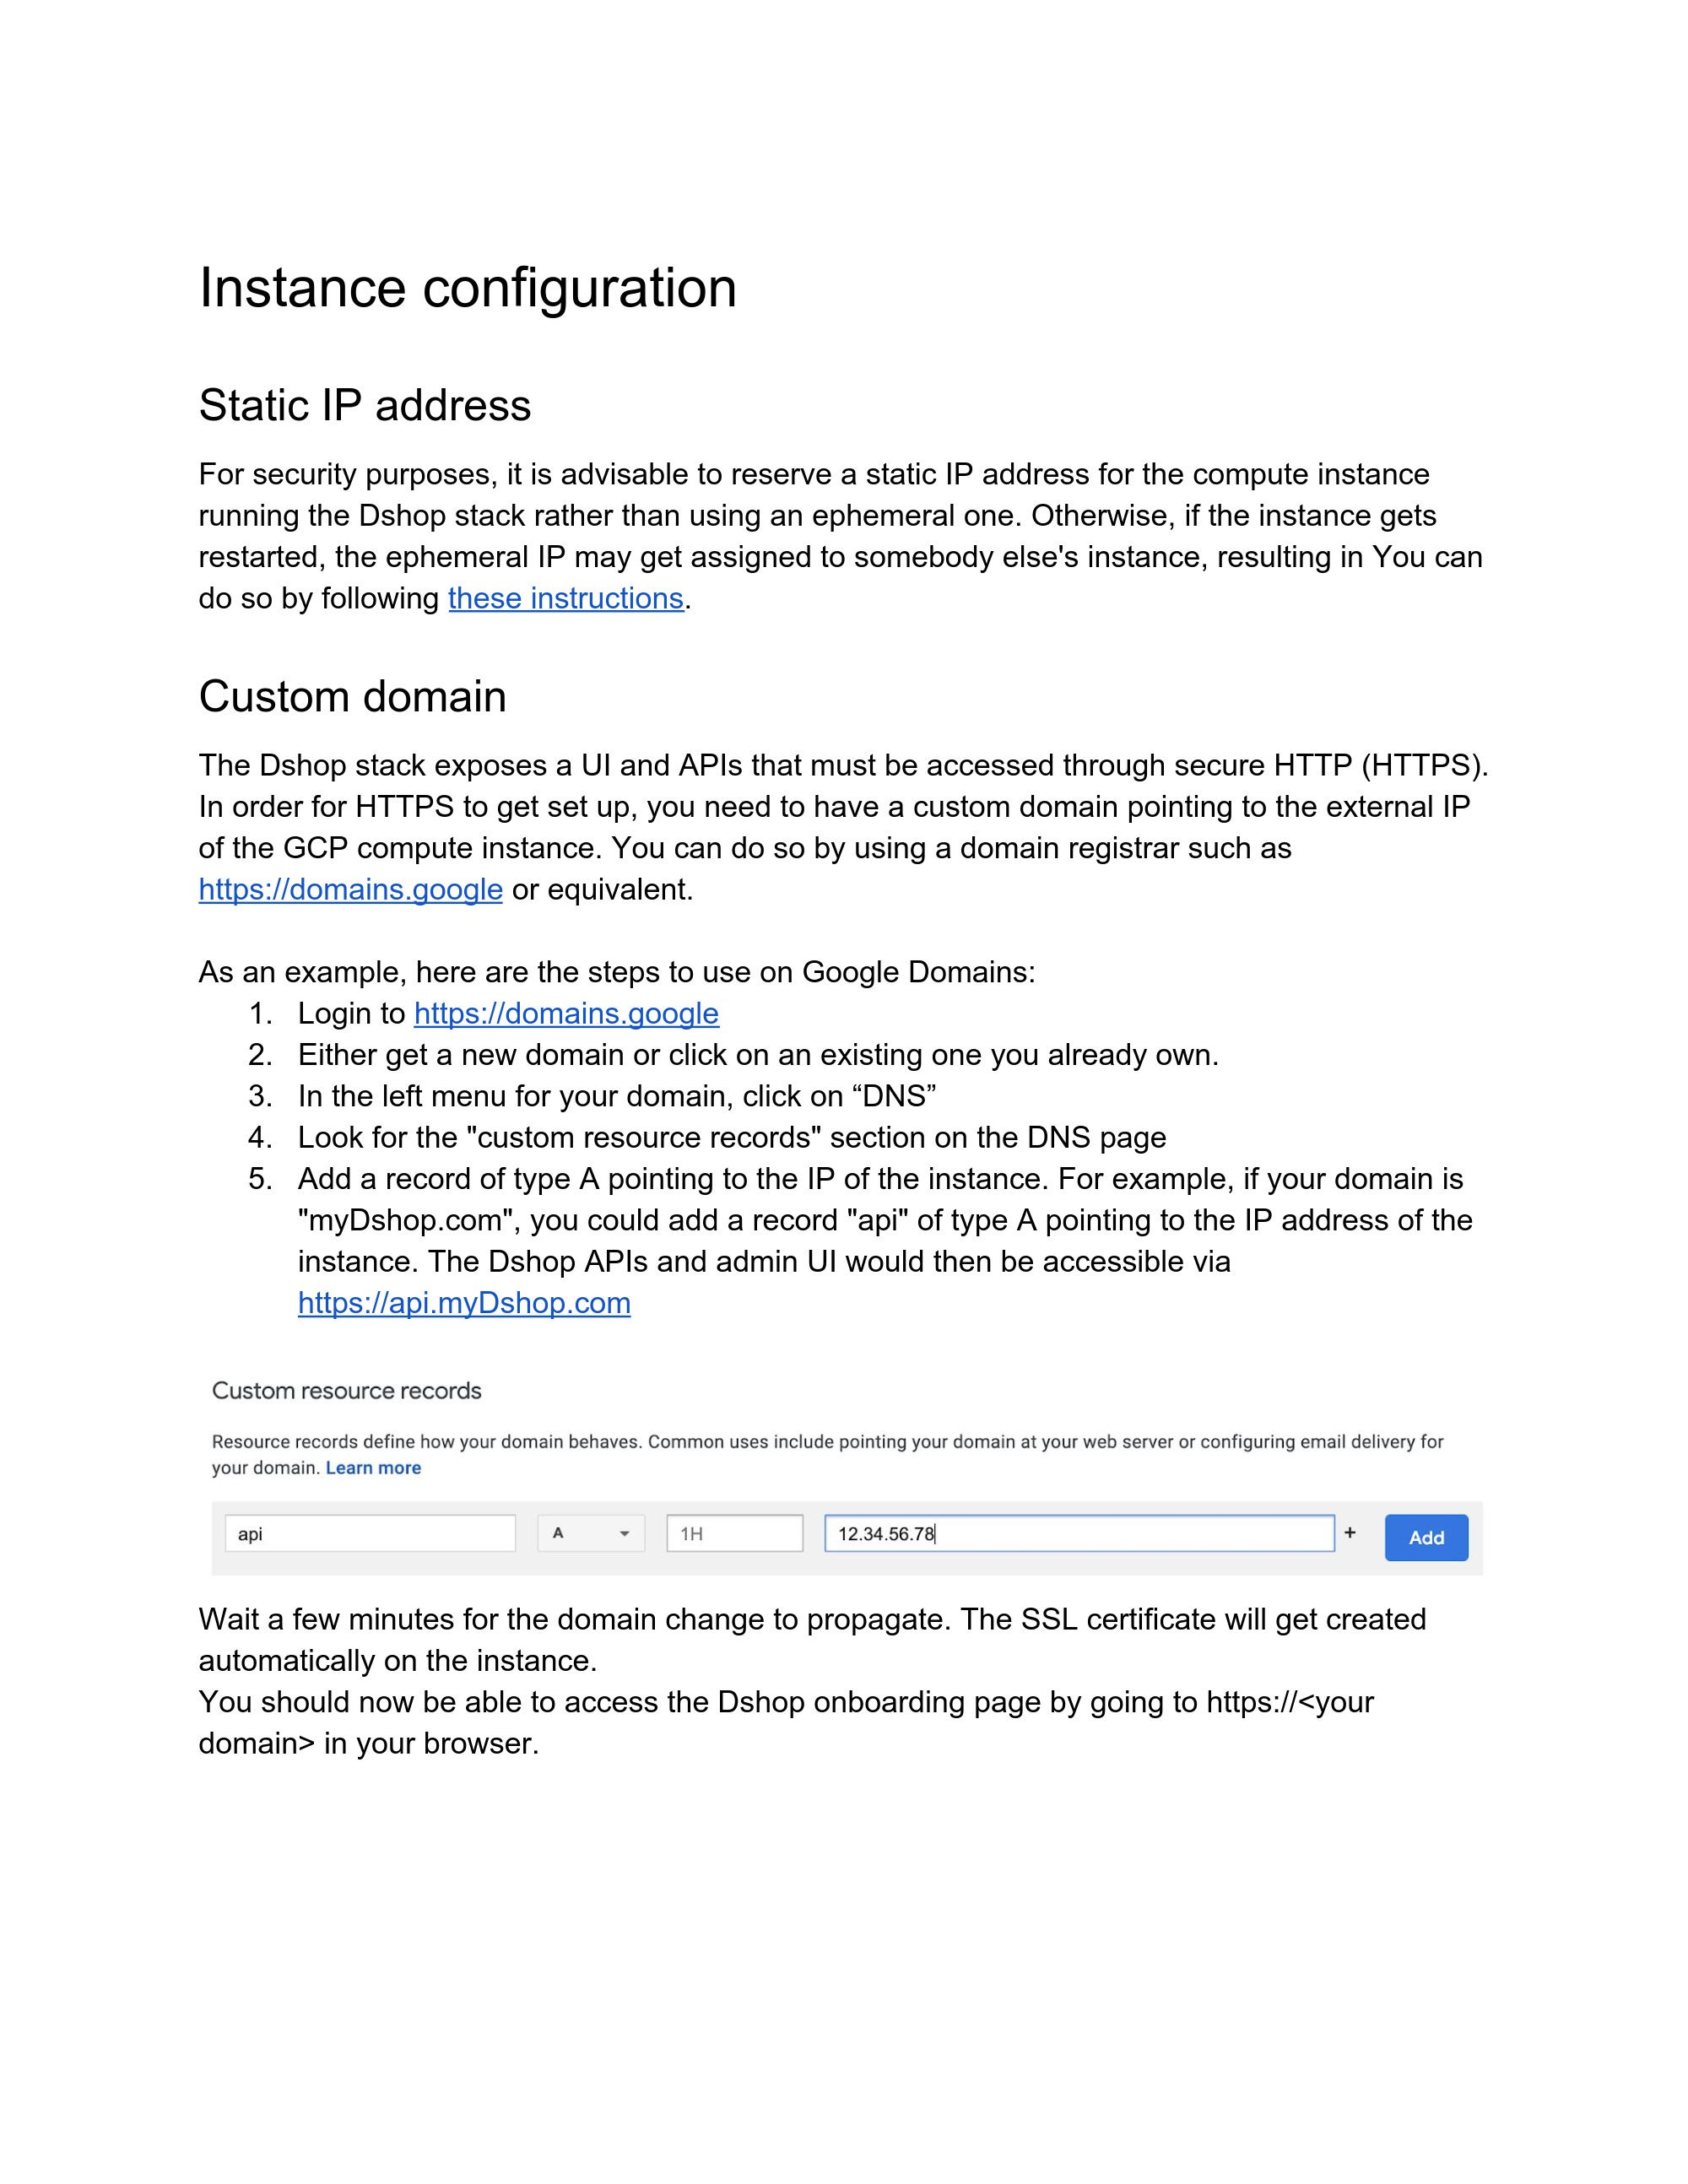 Instance configuration
Static IP address
For security purposes, it is advisable to reserve a static IP address for the compute instance
running the Dshop stack rather than using an ephemeral one. Otherwise, if the instance gets
restarted, the ephemeral IP may get assigned to somebody else's instance, resulting in You can
do so by following these instructions.
Custom domain
The Dshop stack exposes a UI and APIs that must be accessed through secure HTTP (HTTPS).
In order for HTTPS to get set up, you need to have a custom domain pointing to the external IP
of the GCP compute instance. You can do so by using a domain registrar such as
https://domains.google or equivalent.
As an example, here are the steps to use on Google Domains:
1. Login to https://domains.google
2. Either get a new domain or click on an existing one you already own.
3. In the left menu for your domain, click on “DNS”
4. Look for the "custom resource records" section on the DNS page
5. Add a record of type A pointing to the IP of the instance. For example, if your domain is
"myDshop.com", you could add a record "api" of type A pointing to the IP address of the
instance. The Dshop APIs and admin UI would then be accessible via
https://api.myDshop.com
Custom resource records
Resource records define how your domain behaves. Common uses include pointing your domain at your web server or configuring email delivery for
your domain. Learn more
api A 1H 12.34.56.78 + Add
Wait a few minutes for the domain change to propagate. The SSL certificate will get created
automatically on the instance.
You should now be able to access the Dshop onboarding page by going to https://<your
domain> in your browser.